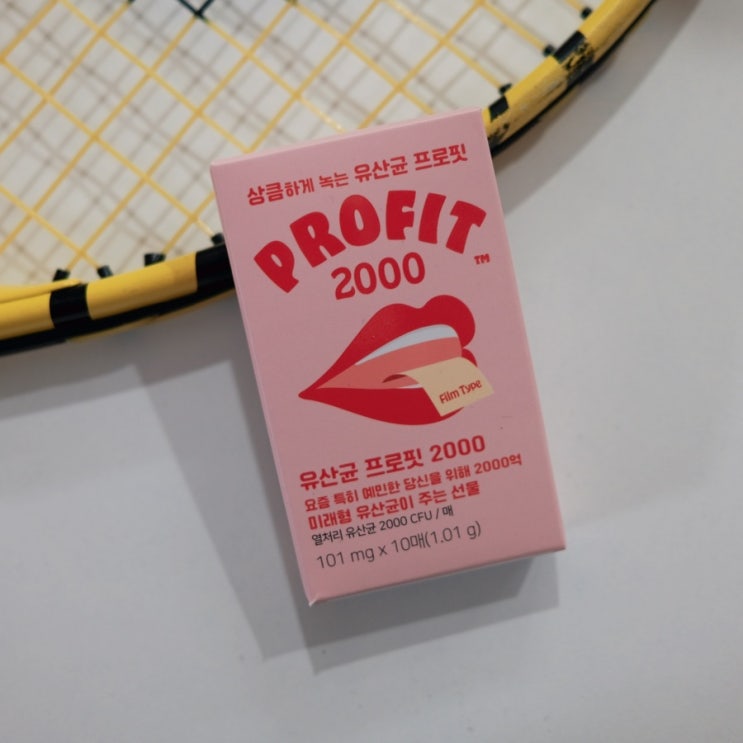 상큼하게 녹는 유산균 프로핏
PROFIT
2000
TM
Film Type
유산균 프로핏 2000
요즘 특히 예민한 당신을 위해 2000억
미래형 유산균이 주는 선물
열처리 유산균 2000 CFU / 매
101 mg x 10매(1.01 g)